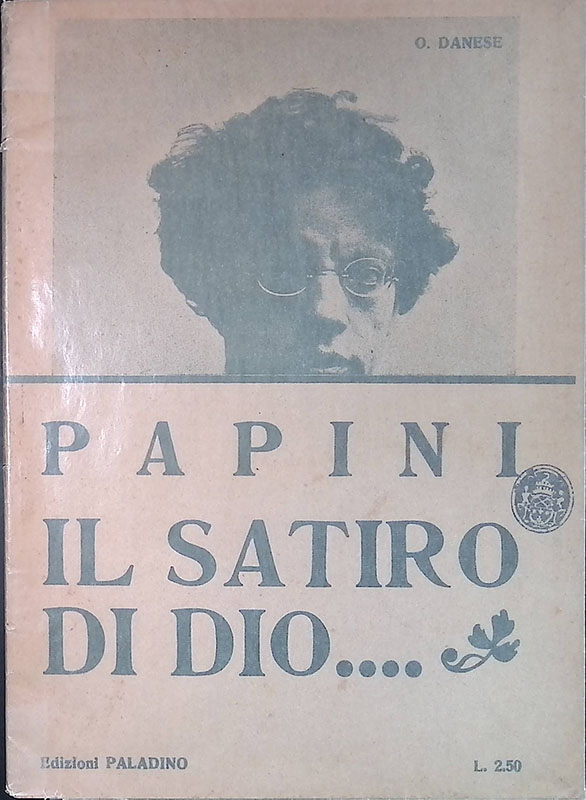 O. DANESE
PAPINI
IL SATIRO
DI DIO....
Edizioni PALADINO
L. 2.50